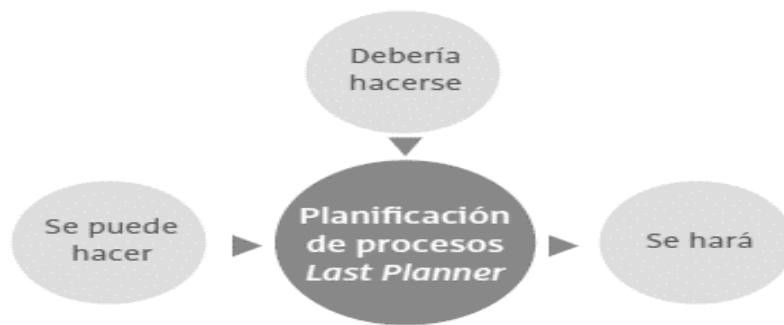 Debería
hacerse
Se puede
hacer
Planificación
de procesos
Last Planner
Se hará